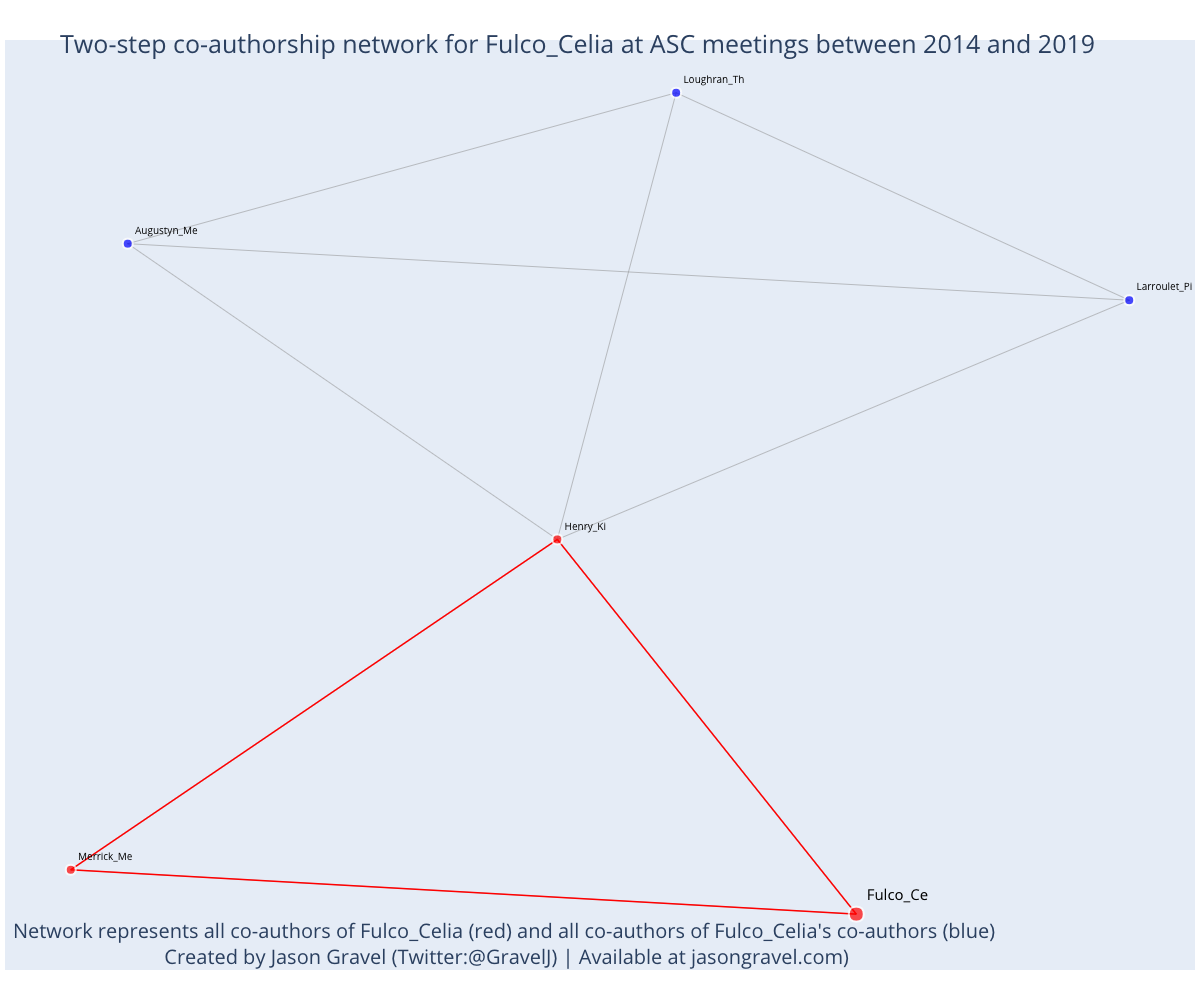 Two-step co-authorship network for Fulco_Celia at ASC meetings between 2014 and 2019
Loughran_Th
Augustyn_Me
Larroulet_Pi
Henry_Ki
Merrick_Me
Fulco_Ce
Network represents all co-authors of Fulco_Celia (red) and all co-authors of Fulco_Celia's co-authors (blue)
Created by Jason Gravel (Twitter:@GravelJ) | Available at jasongravel.com)